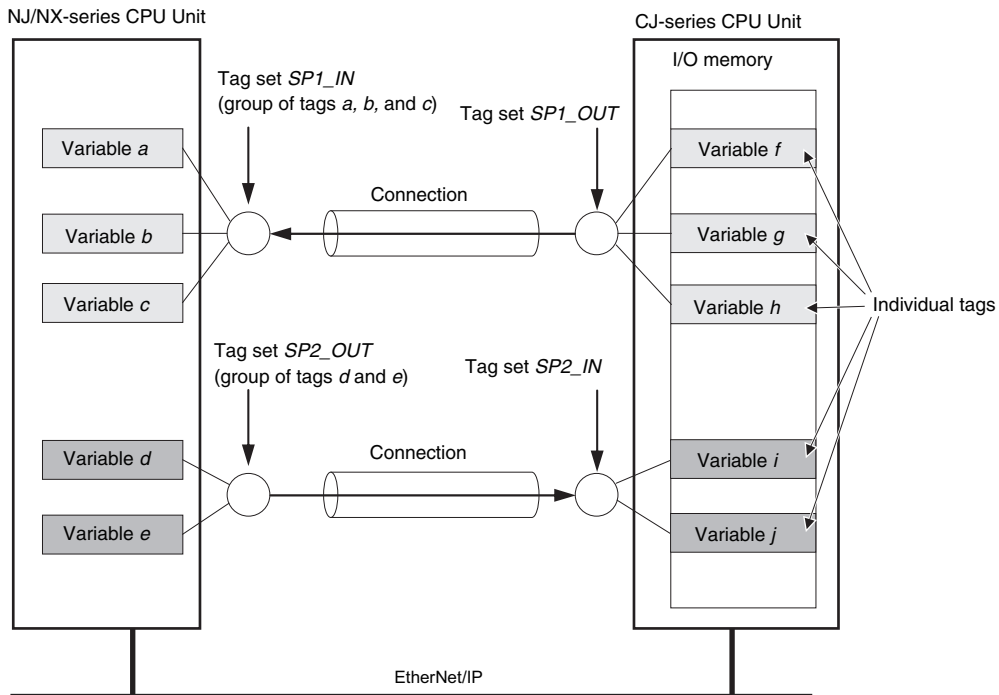 NJ/NX-series CPU Unit
CJ-series CPU Unit
I/O memory
Tag set SP1_IN
(group of tags a, b, and c)
Tag set SP1_OUT
Variable a
Variable f
Connection
Variable b
Variable g
Variable c
Variable h
Individual tags
Tag set SP2_OUT
(group of tags d and e)
Tag set SP2_IN
Variable d
Connection
Variable i
Variable e
Variable j
EtherNet/IP